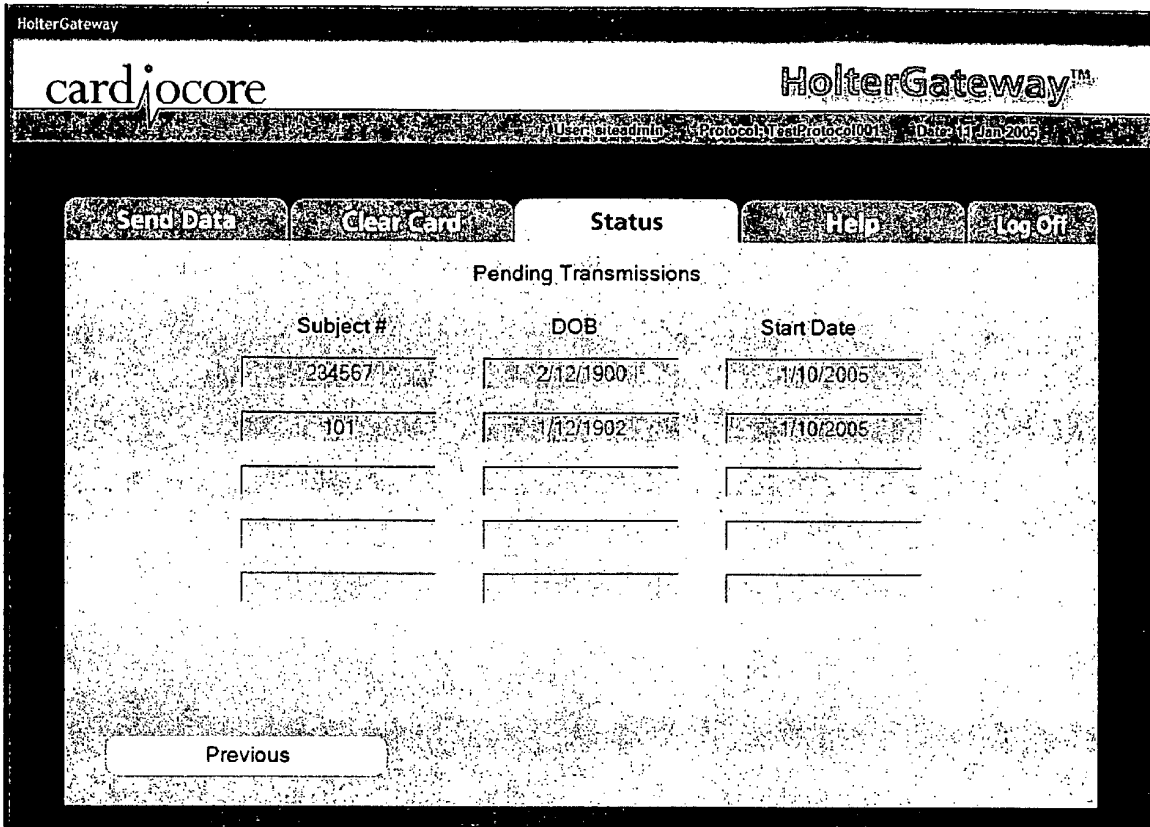 HolterGateway
cardiocore HolterGateway™
User: siteadmin Protocol: TestProtocol001 Date: 11 Jan 2005
Send Data Clear Card Status Help Log Off
Pending Transmissions
Subject # DOB Start Date
234567 2/12/1900 1/10/2005
101 1/12/1902 1/10/2005
Previous